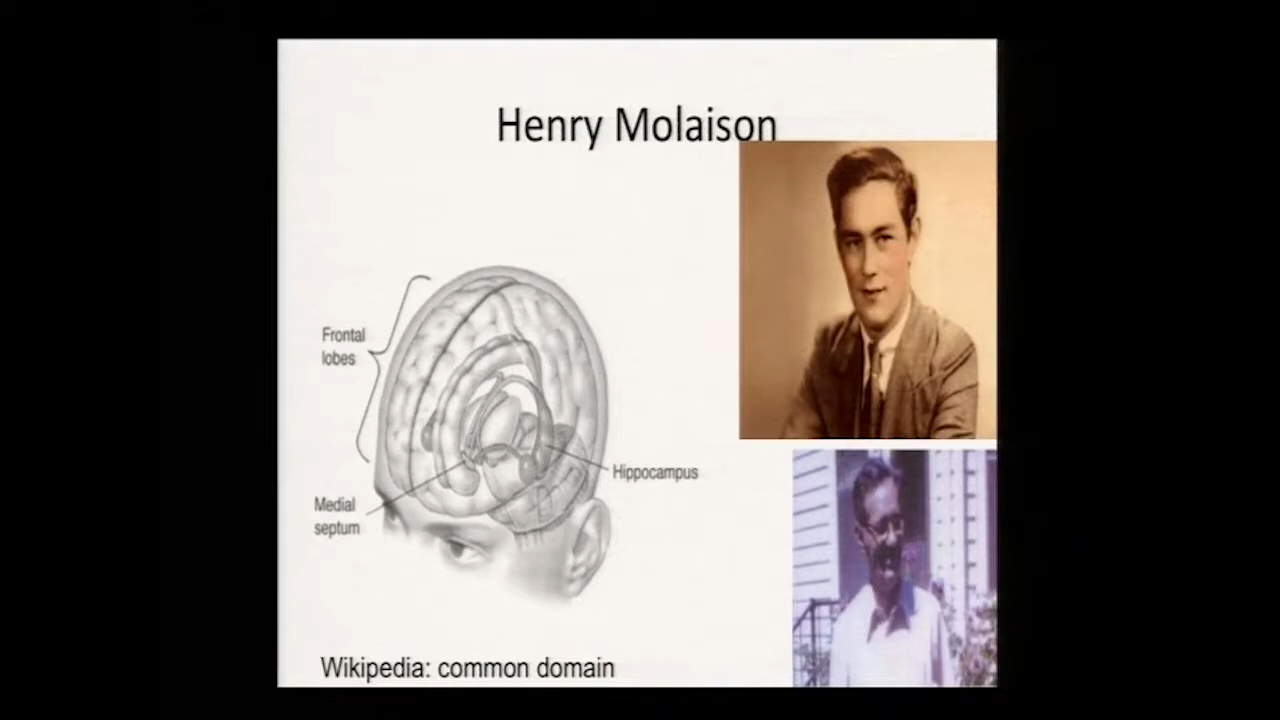 Henry Molaison
Frontal
lobes
Hippocampus
Medial
septum
Wikipedia: common domain